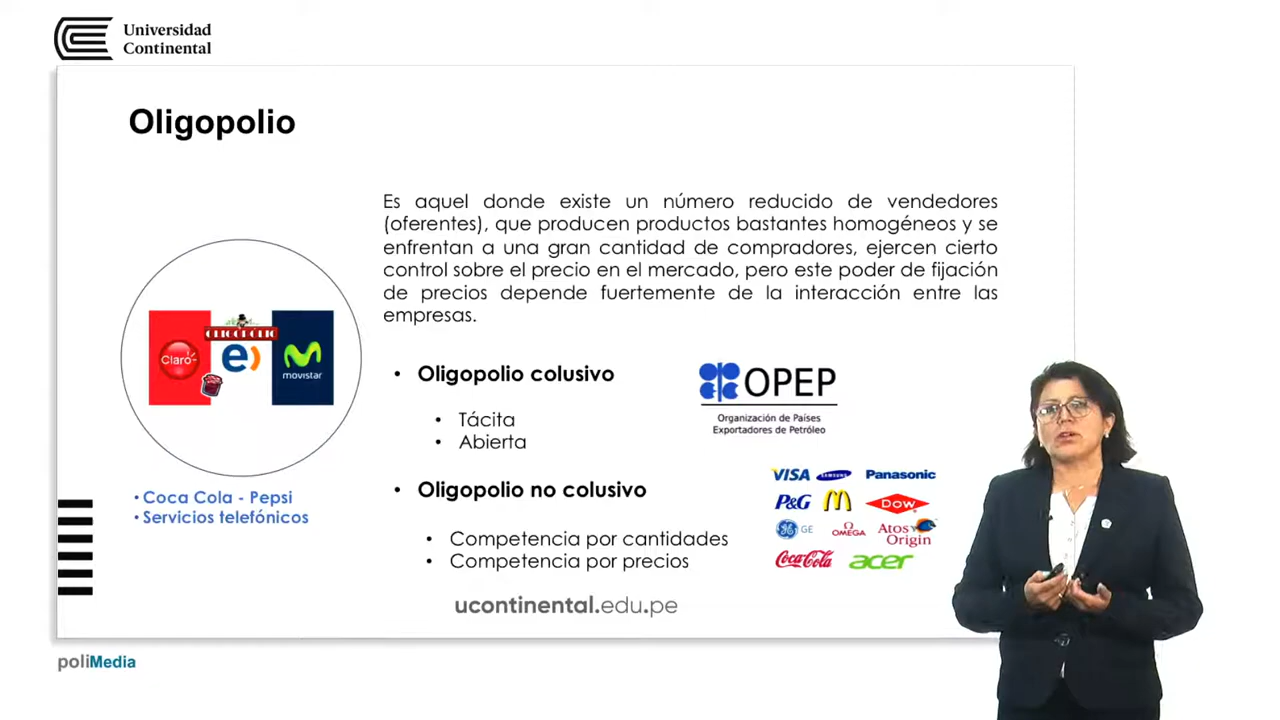 Universidad
Continental
Oligopolio
Es aquel donde existe un número reducido de vendedores
(oferentes), que producen productos bastantes homogéneos y se
enfrentan a una gran cantidad de compradores, ejercen cierto
control sobre el precio en el mercado, pero este poder de fijación
de precios depende fuertemente de la interacción entre las
empresas.
OLIGOPOLIO
Claro
e)
movistar
• Coca Cola - Pepsi
• Servicios telefónicos
• Oligopolio colusivo
• Tácita
• Abierta
OPEP
Organización de Países
Exportadores de Petróleo
• Oligopolio no colusivo
• Competencia por cantidades
• Competencia por precios
VISA SAMSUNG Panasonic
P&G M DOW
GE OMEGA Atos
Origin
Coca-Cola acer
ucontinental.edu.pe
poliMedia